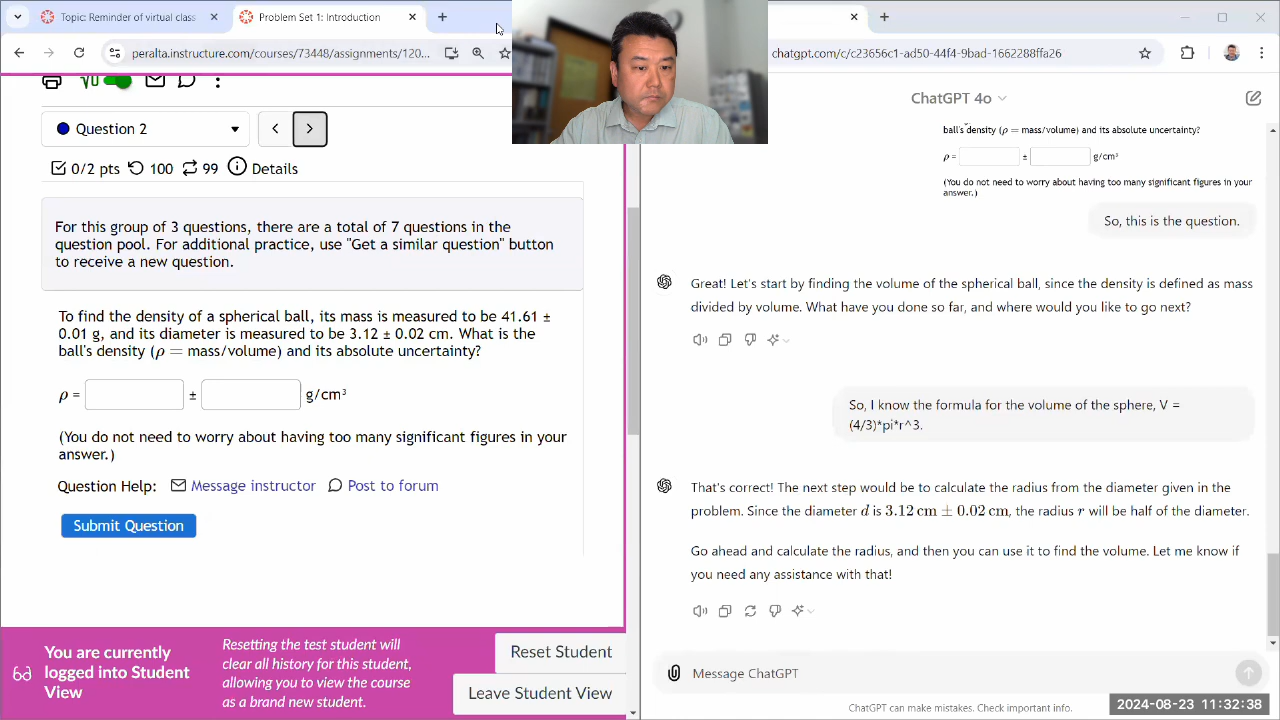 Topic: Reminder of virtual class
Problem Set 1: Introduction
peralta.instructure.com/courses/73448/assignments/120...
Question 2
0/2 pts 100 99 Details
For this group of 3 questions, there are a total of 7 questions in the
question pool. For additional practice, use "Get a similar question" button
to receive a new question.
To find the density of a spherical ball, its mass is measured to be 41.61 ±
0.01 g, and its diameter is measured to be 3.12 ± 0.02 cm. What is the
ball's density (ρ = mass/volume) and its absolute uncertainty?
ρ = ± g/cm³
(You do not need to worry about having too many significant figures in your
answer.)
Question Help: Message instructor Post to forum
Submit Question
You are currently
logged into Student
View
Resetting the test student will
clear all history for this student,
allowing you to view the course
as a brand new student.
Reset Student
Leave Student View
chatgpt.com/c/c23656c1-ad50-44f4-9bad-1662288ffa26
ChatGPT 4o
ball's density (ρ = mass/volume) and its absolute uncertainty?
ρ = ± g/cm³
(You do not need to worry about having too many significant figures in your
answer.)
So, this is the question.
Great! Let's start by finding the volume of the spherical ball, since the density is defined as mass
divided by volume. What have you done so far, and where would you like to go next?
So, I know the formula for the volume of the sphere, V =
(4/3)*pi*r^3.
That's correct! The next step would be to calculate the radius from the diameter given in the
problem. Since the diameter d is 3.12 cm ± 0.02 cm, the radius r will be half of the diameter.
Go ahead and calculate the radius, and then you can use it to find the volume. Let me know if
you need any assistance with that!
Message ChatGPT
ChatGPT can make mistakes. Check important info.
2024-08-23 11:32:38